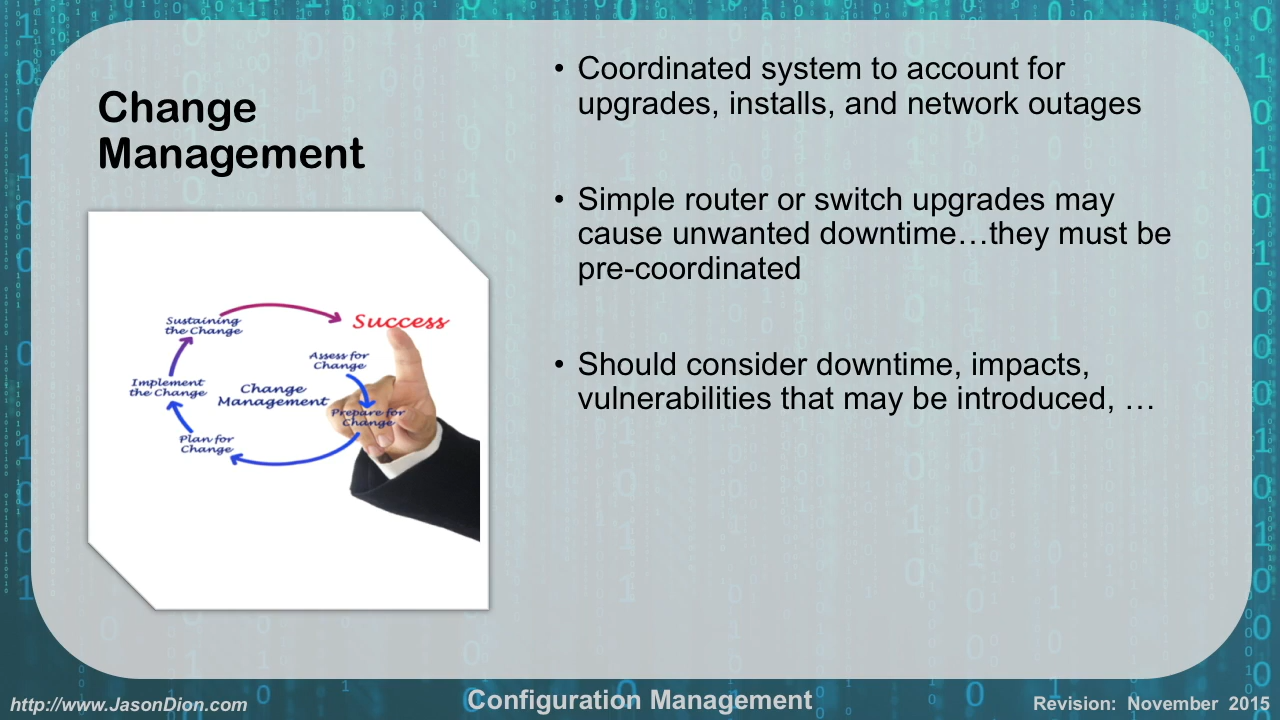 Change
Management
• Coordinated system to account for
upgrades, installs, and network outages
• Simple router or switch upgrades may
cause unwanted downtime…they must be
pre-coordinated
• Should consider downtime, impacts,
vulnerabilities that may be introduced, …
Sustaining
the Change
Success
Assess for
Change
Implement
the Change
Change
Management
Prepare for
Change
Plan for
Change
http://www.JasonDion.com
Configuration Management
Revision: November 2015